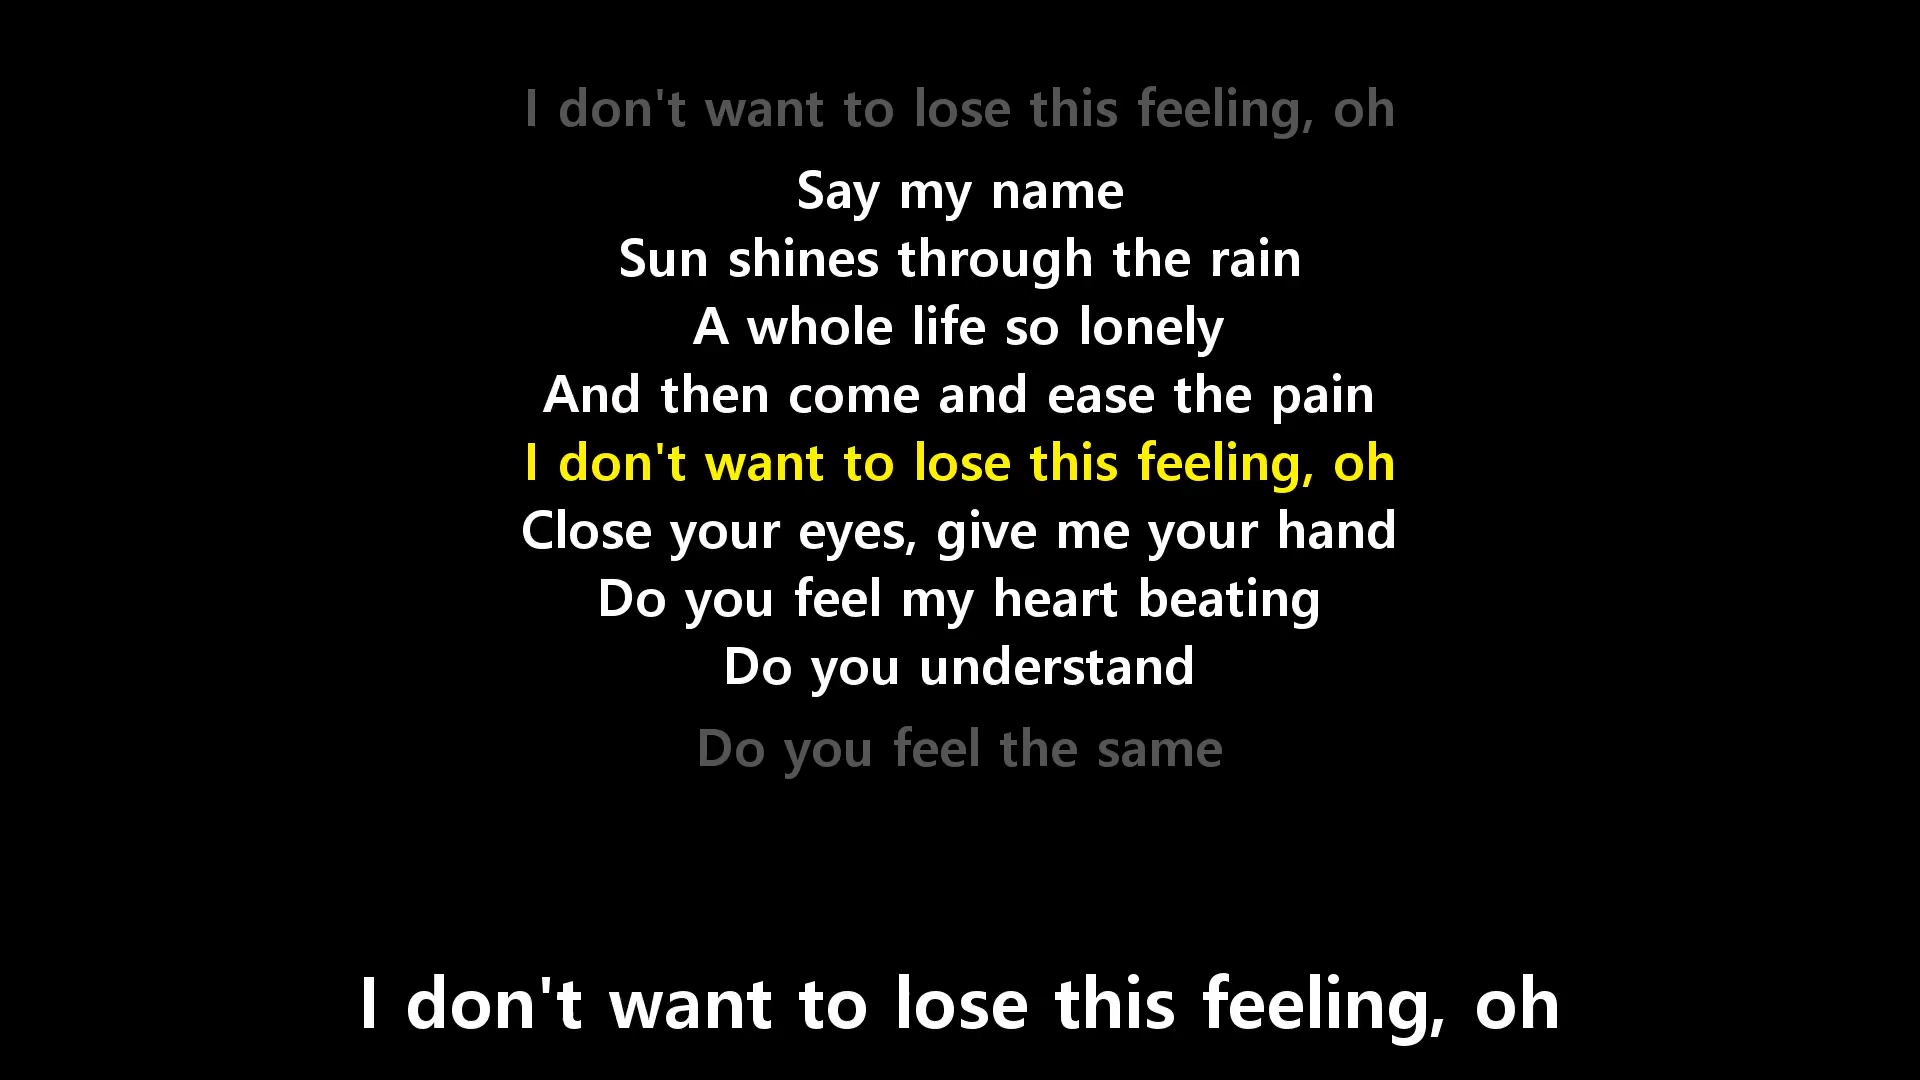 I don't want to lose this feeling, oh
Say my name
Sun shines through the rain
A whole life so lonely
And then come and ease the pain
I don't want to lose this feeling, oh
Close your eyes, give me your hand
Do you feel my heart beating
Do you understand
Do you feel the same
I don't want to lose this feeling, oh